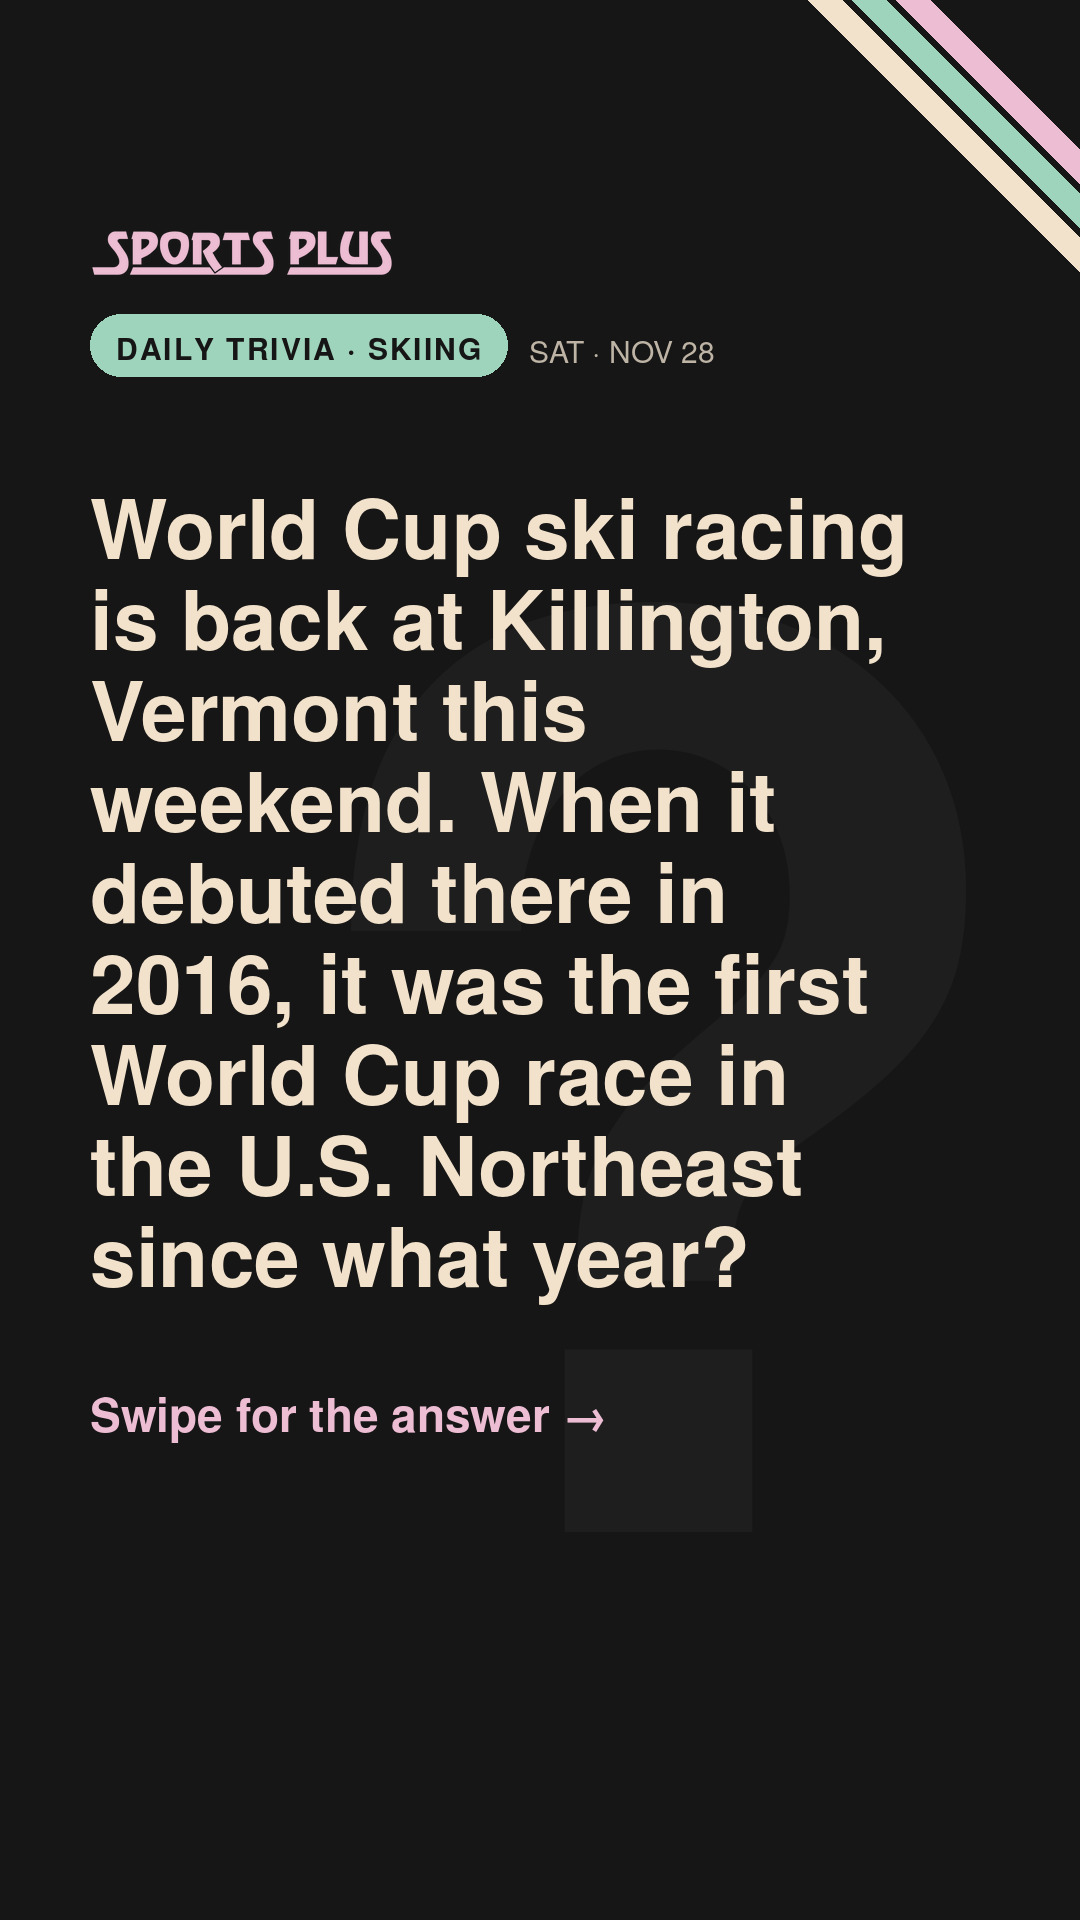 SPORTS PLUS
DAILY TRIVIA · SKIING
SAT · NOV 28
World Cup ski racing
is back at Killington,
Vermont this
weekend. When it
debuted there in
2016, it was the first
World Cup race in
the U.S. Northeast
since what year?
Swipe for the answer →